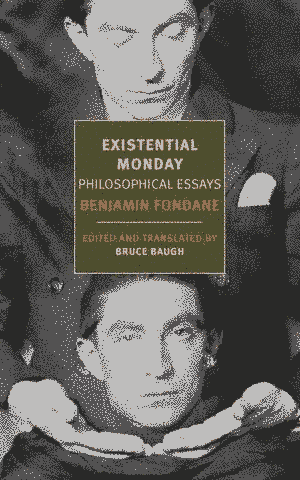 EXISTENTIAL
MONDAY
PHILOSOPHICAL ESSAYS
BENJAMIN FONDANE
EDITED AND TRANSLATED BY
BRUCE BAUGH